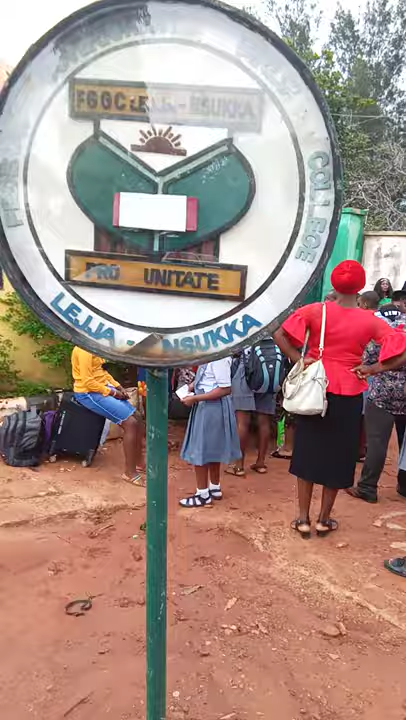 COLLEGE
FGGC LEJJA - NSUKKA
PRO UNITATE
LEJJA - NSUKKA